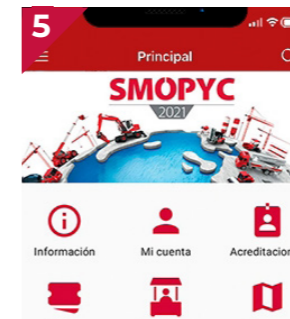 5
Principal
SMOPYC
2021
Información
Mi cuenta
Acreditacion